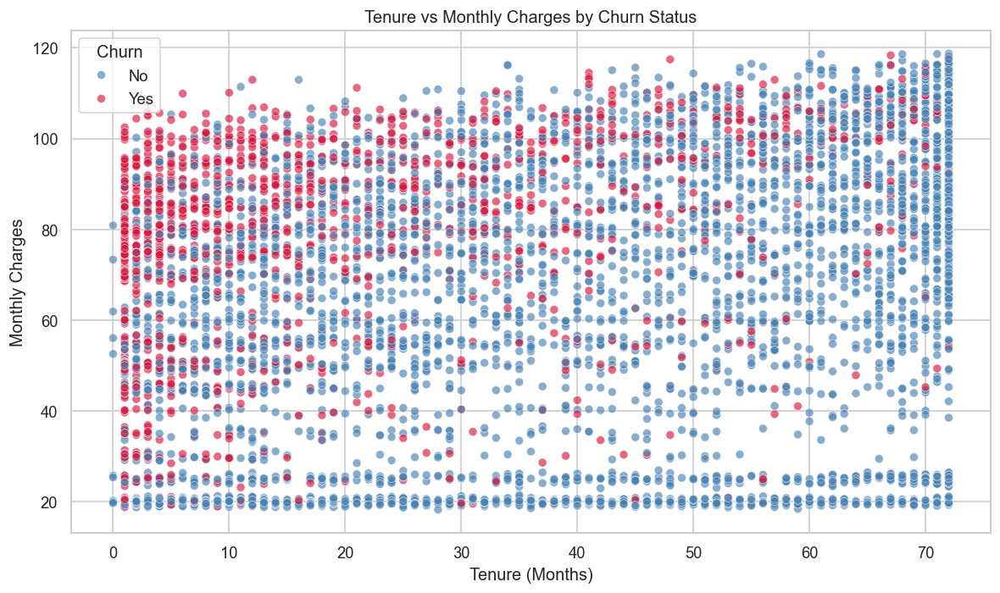 Tenure vs Monthly Charges by Churn Status
Churn
No
Yes
Monthly Charges
120
100
80
60
40
20
0 10 20 30 40 50 60 70
Tenure (Months)